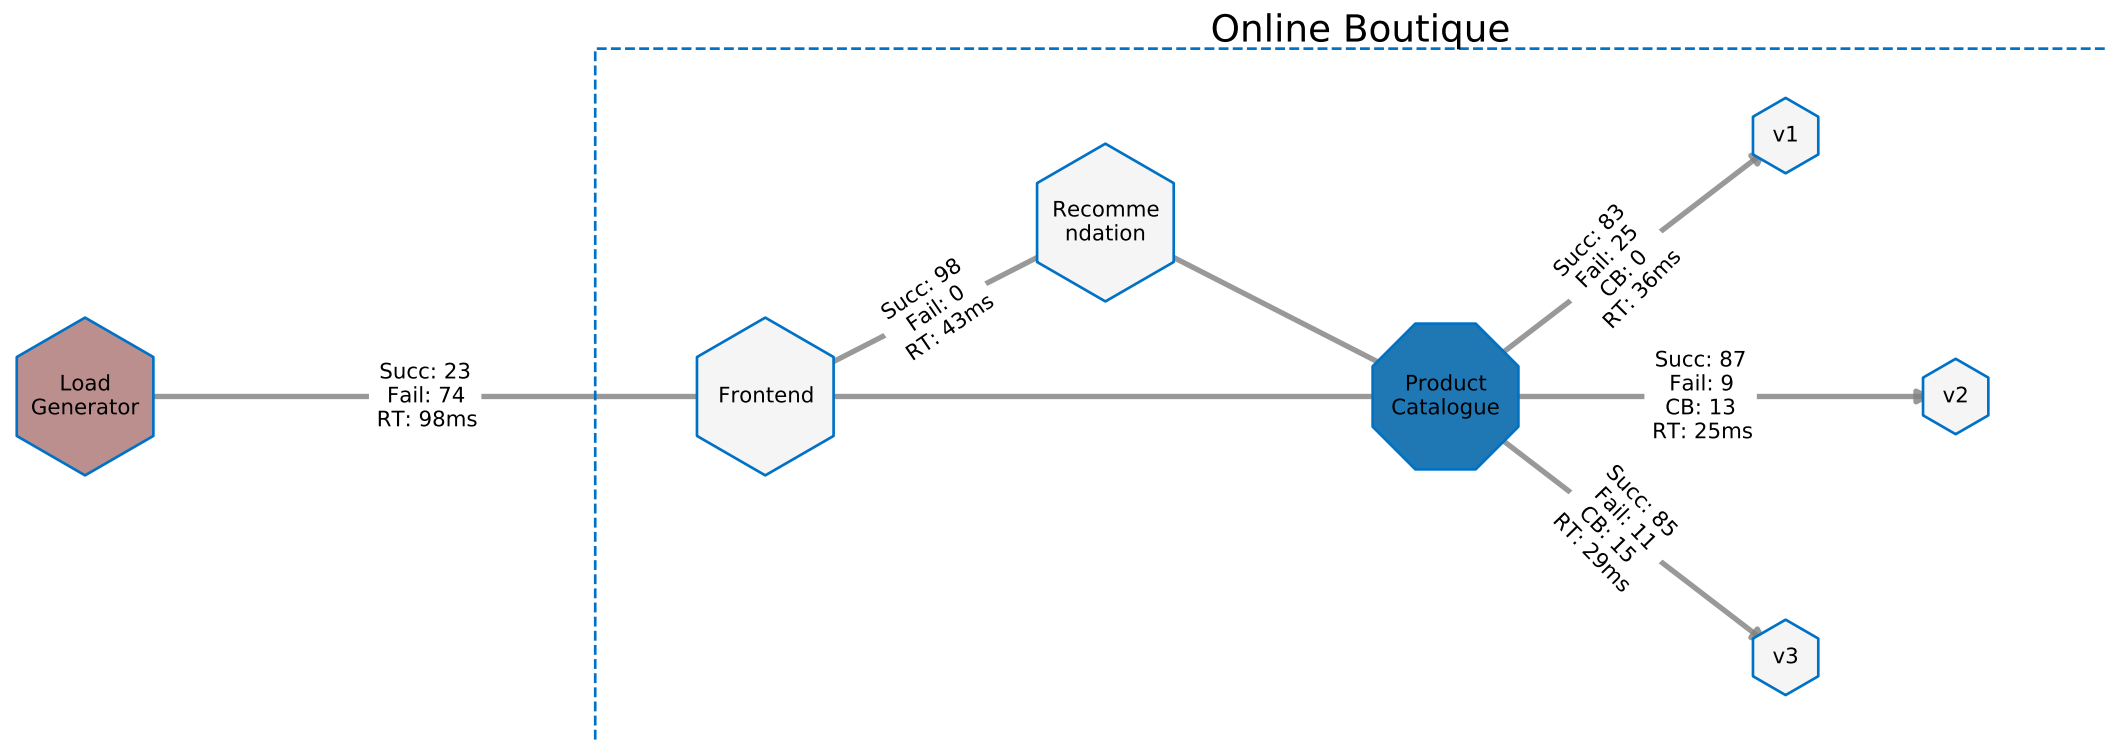 Online Boutique
Load
Generator
Succ: 23
Fail: 74
RT: 98ms
Frontend
Succ: 98
Fail: 0
RT: 43ms
Recomme
ndation
Product
Catalogue
Succ: 83
Fail: 25
CB: 0
RT: 36ms
v1
Succ: 87
Fail: 9
CB: 13
RT: 25ms
v2
Succ: 85
Fail: 11
CB: 15
RT: 29ms
v3